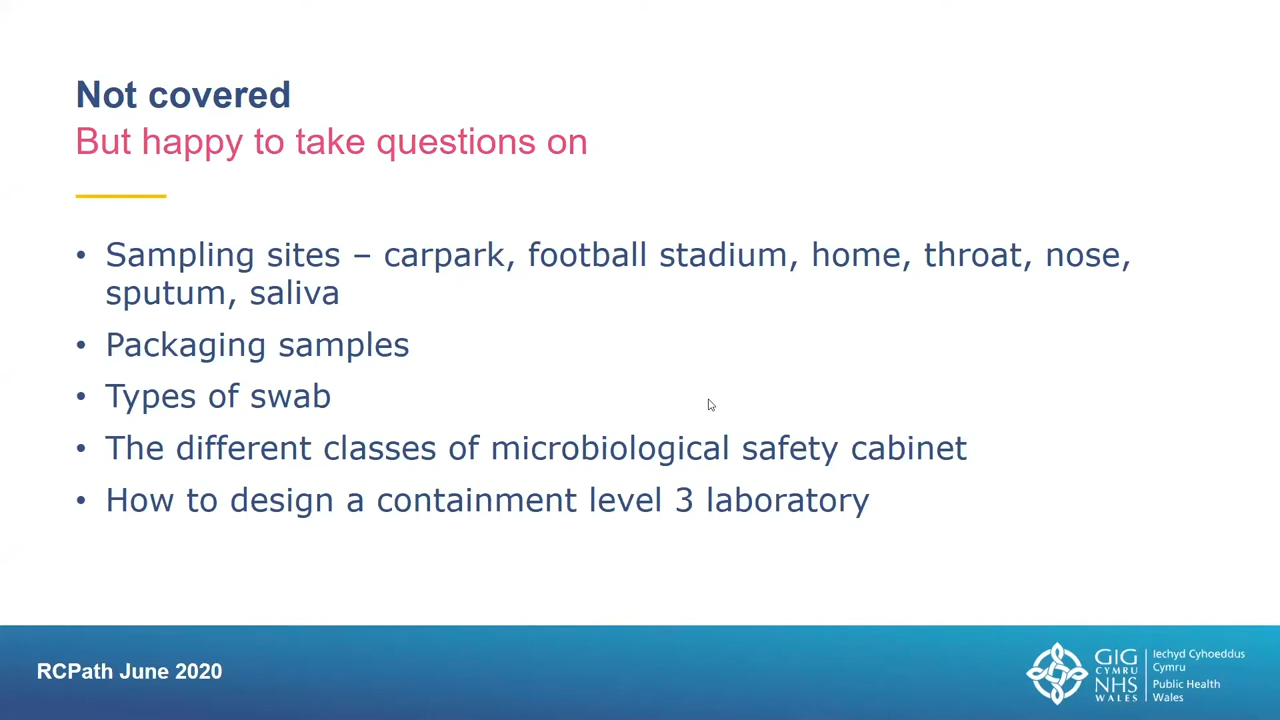 Not covered
But happy to take questions on
• Sampling sites – carpark, football stadium, home, throat, nose,
sputum, saliva
• Packaging samples
• Types of swab
• The different classes of microbiological safety cabinet
• How to design a containment level 3 laboratory
RCPath June 2020
GIG
CYMRU
NHS
WALES
Iechyd Cyhoeddus
Cymru
Public Health
Wales